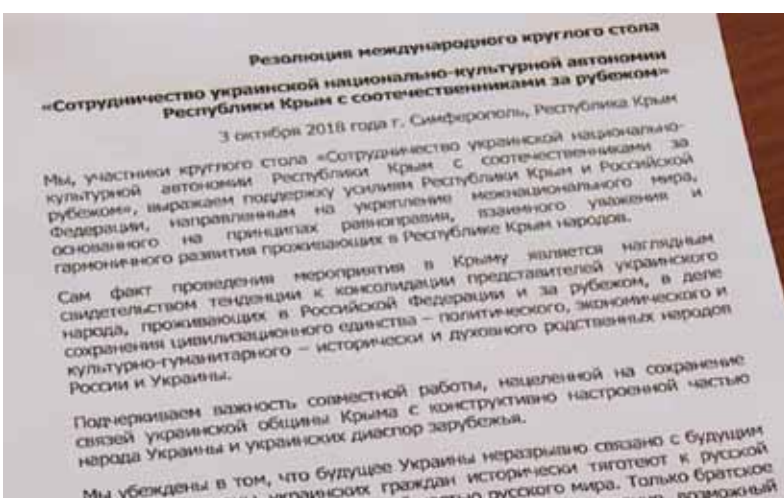 Резолюция международного круглого стола
«Сотрудничество украинской национально-культурной автономии
Республики Крым с соотечественниками за рубежом»
3 октября 2018 года г. Симферополь, Республика Крым
Мы, участники круглого стола «Сотрудничество украинской национально-
культурной автономии Республики Крым с соотечественниками за
рубежом», выражаем поддержку усилиям Республики Крым и Российской
Федерации, направленным на укрепление межнационального мира,
основанного на принципах равноправия, взаимного уважения и
гармоничного развития проживающих в Республике Крым народов.
Сам факт проведения мероприятия в Крыму является наглядным
свидетельством тенденции к консолидации представителей украинского
народа, проживающих в Российской Федерации и за рубежом, в деле
сохранения цивилизационного единства – политического, экономического и
культурно-гуманитарного – исторически и духовно родственных народов
России и Украины.
Подчеркиваем важность совместной работы, нацеленной на сохранение
связей украинской общины Крыма с конструктивно настроенной частью
народа Украины и украинских диаспор зарубежья.
Мы убеждены в том, что будущее Украины неразрывно связано с будущим
украинских граждан исторически тяготеют к русской
русского мира. Только братское